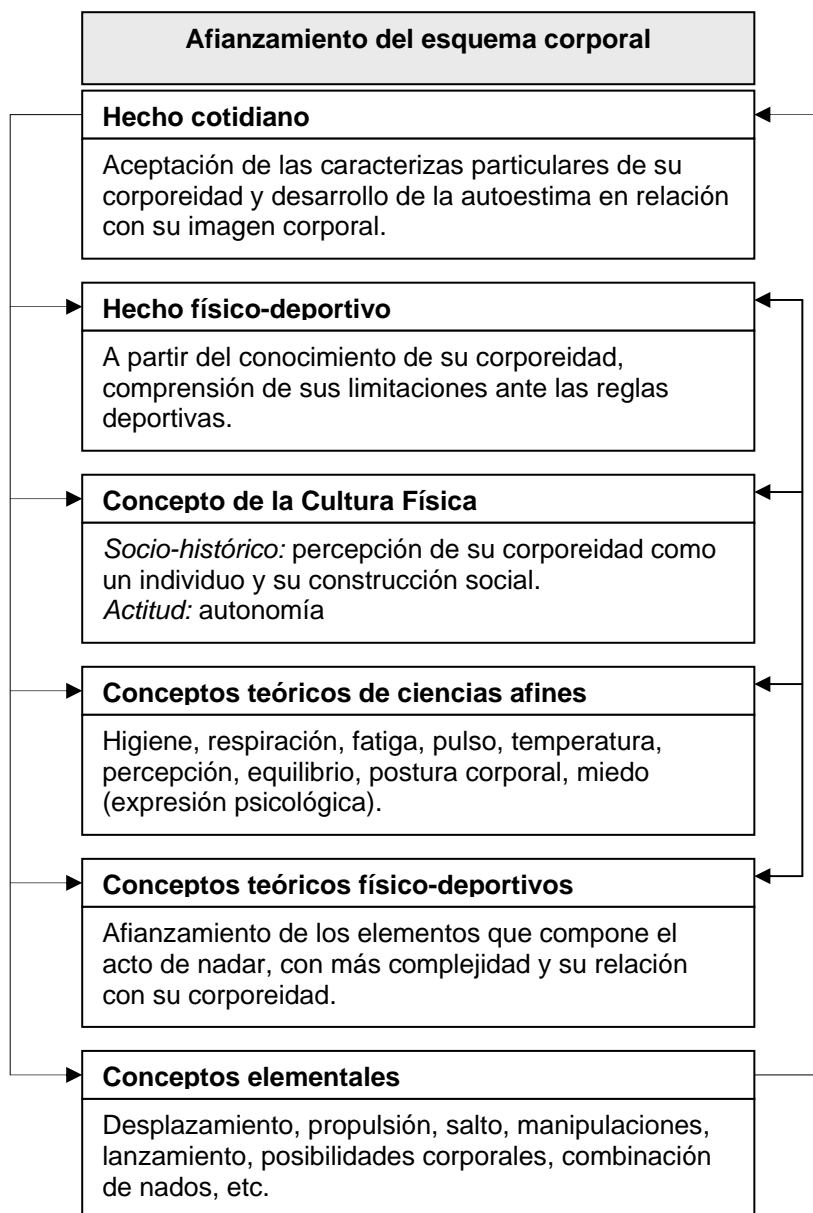 Afianzamiento del esquema corporal
Hecho cotidiano
Aceptación de las caracterizas particulares de su
corporeidad y desarrollo de la autoestima en relación
con su imagen corporal.
Hecho físico-deportivo
A partir del conocimiento de su corporeidad,
comprensión de sus limitaciones ante las reglas
deportivas.
Concepto de la Cultura Física
Socio-histórico: percepción de su corporeidad como
un individuo y su construcción social.
Actitud: autonomía
Conceptos teóricos de ciencias afines
Higiene, respiración, fatiga, pulso, temperatura,
percepción, equilibrio, postura corporal, miedo
(expresión psicológica).
Conceptos teóricos físico-deportivos
Afianzamiento de los elementos que compone el
acto de nadar, con más complejidad y su relación
con su corporeidad.
Conceptos elementales
Desplazamiento, propulsión, salto, manipulaciones,
lanzamiento, posibilidades corporales, combinación
de nados, etc.